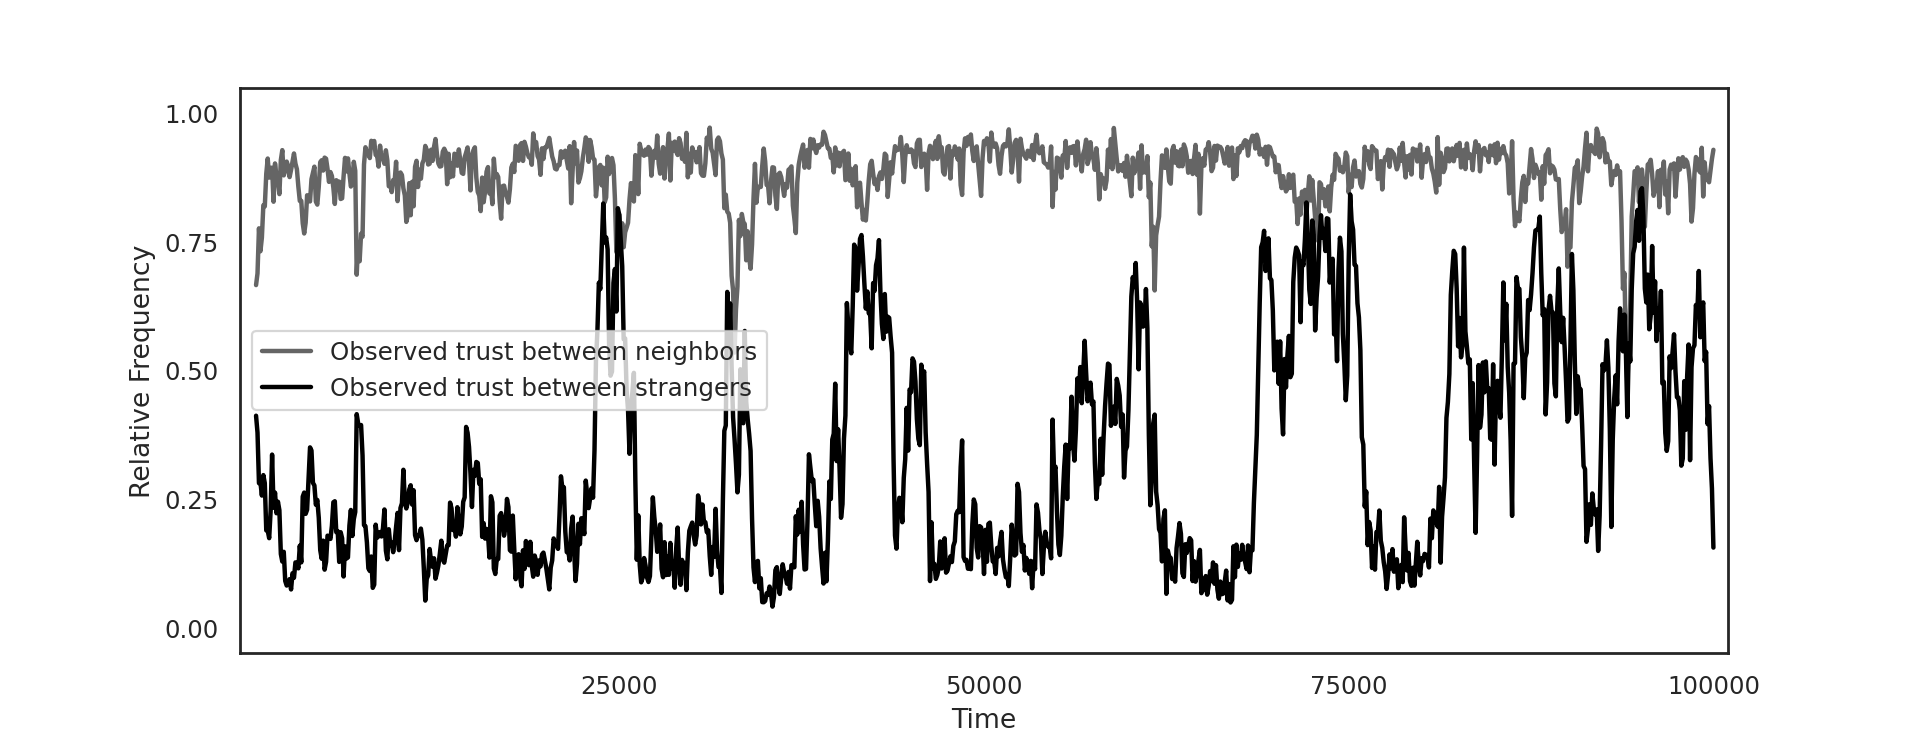 1.00
0.75
0.50
0.25
0.00
Relative Frequency
Observed trust between neighbors
Observed trust between strangers
25000 50000 75000 100000
Time